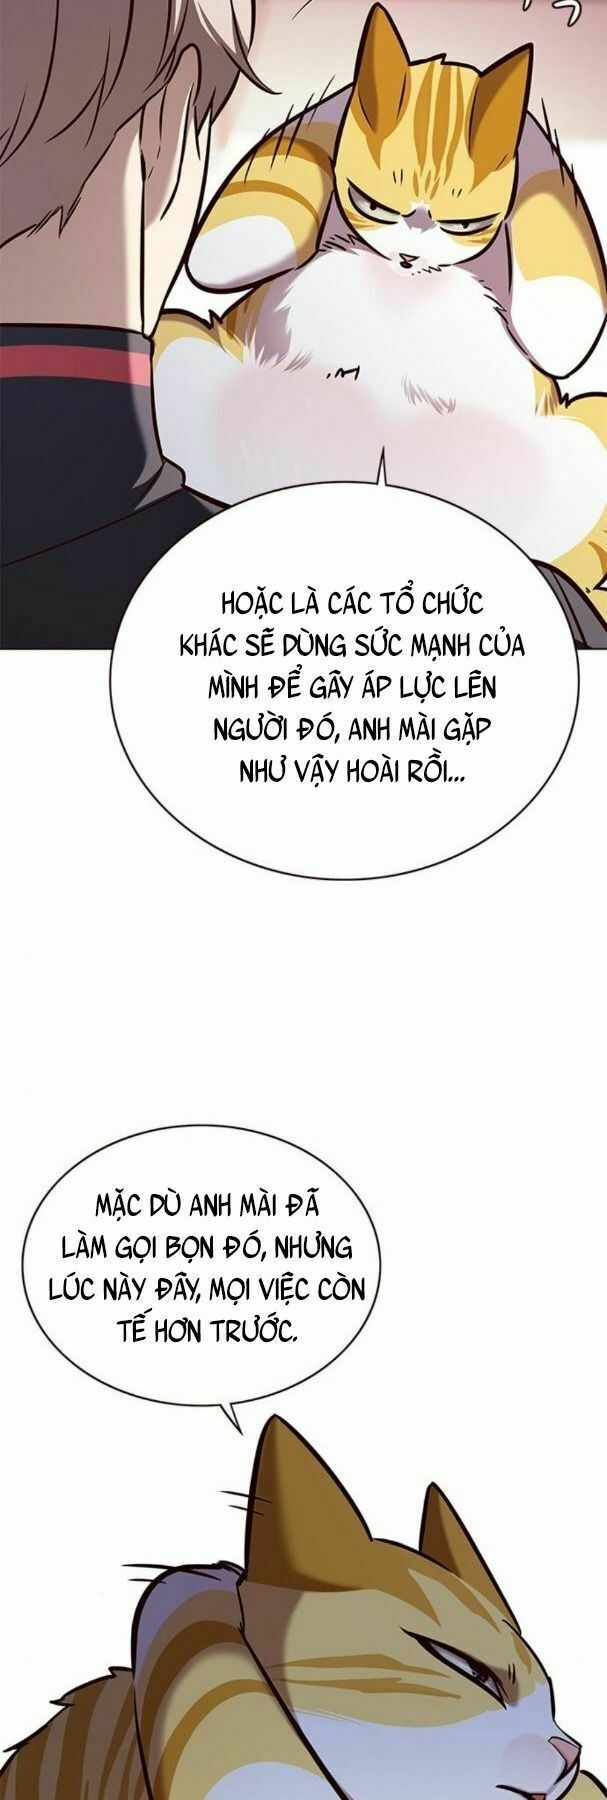 HOẶC LÀ CÁC TỔ CHỨC
KHÁC SẼ DÙNG SỨC MẠNH CỦA
MÌNH ĐỂ GÂY ÁP LỰC LÊN
NGƯỜI ĐÓ, ANH MÀI GẶP
NHƯ VẬY HOÀI RỒI...
MẶC DÙ ANH MÀI ĐÃ
LÀM GỌI BỌN ĐÓ, NHƯNG
LÚC NÀY ĐÂY, MỌI VIỆC CÒN
TẾ HƠN TRƯỚC.